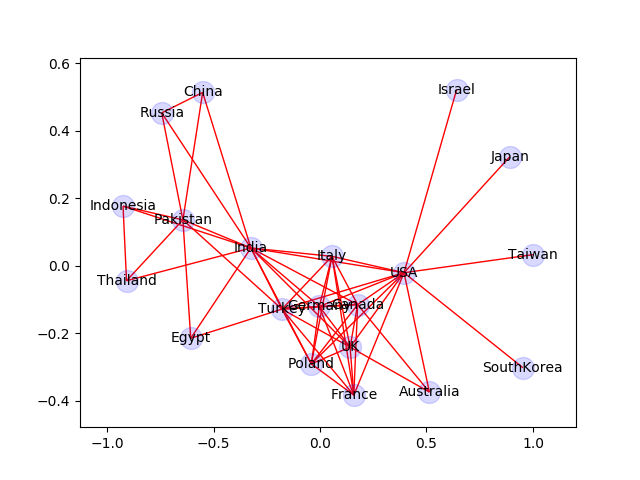 0.6
0.4
0.2
0.0
−0.2
−0.4
−1.0
−0.5
0.0
0.5
1.0
China
Israel
Russia
Japan
Indonesia
Pakistan
India
Italy
Taiwan
USA
Thailand
Turkey
Germany
Canada
Egypt
UK
Poland
SouthKorea
France
Australia